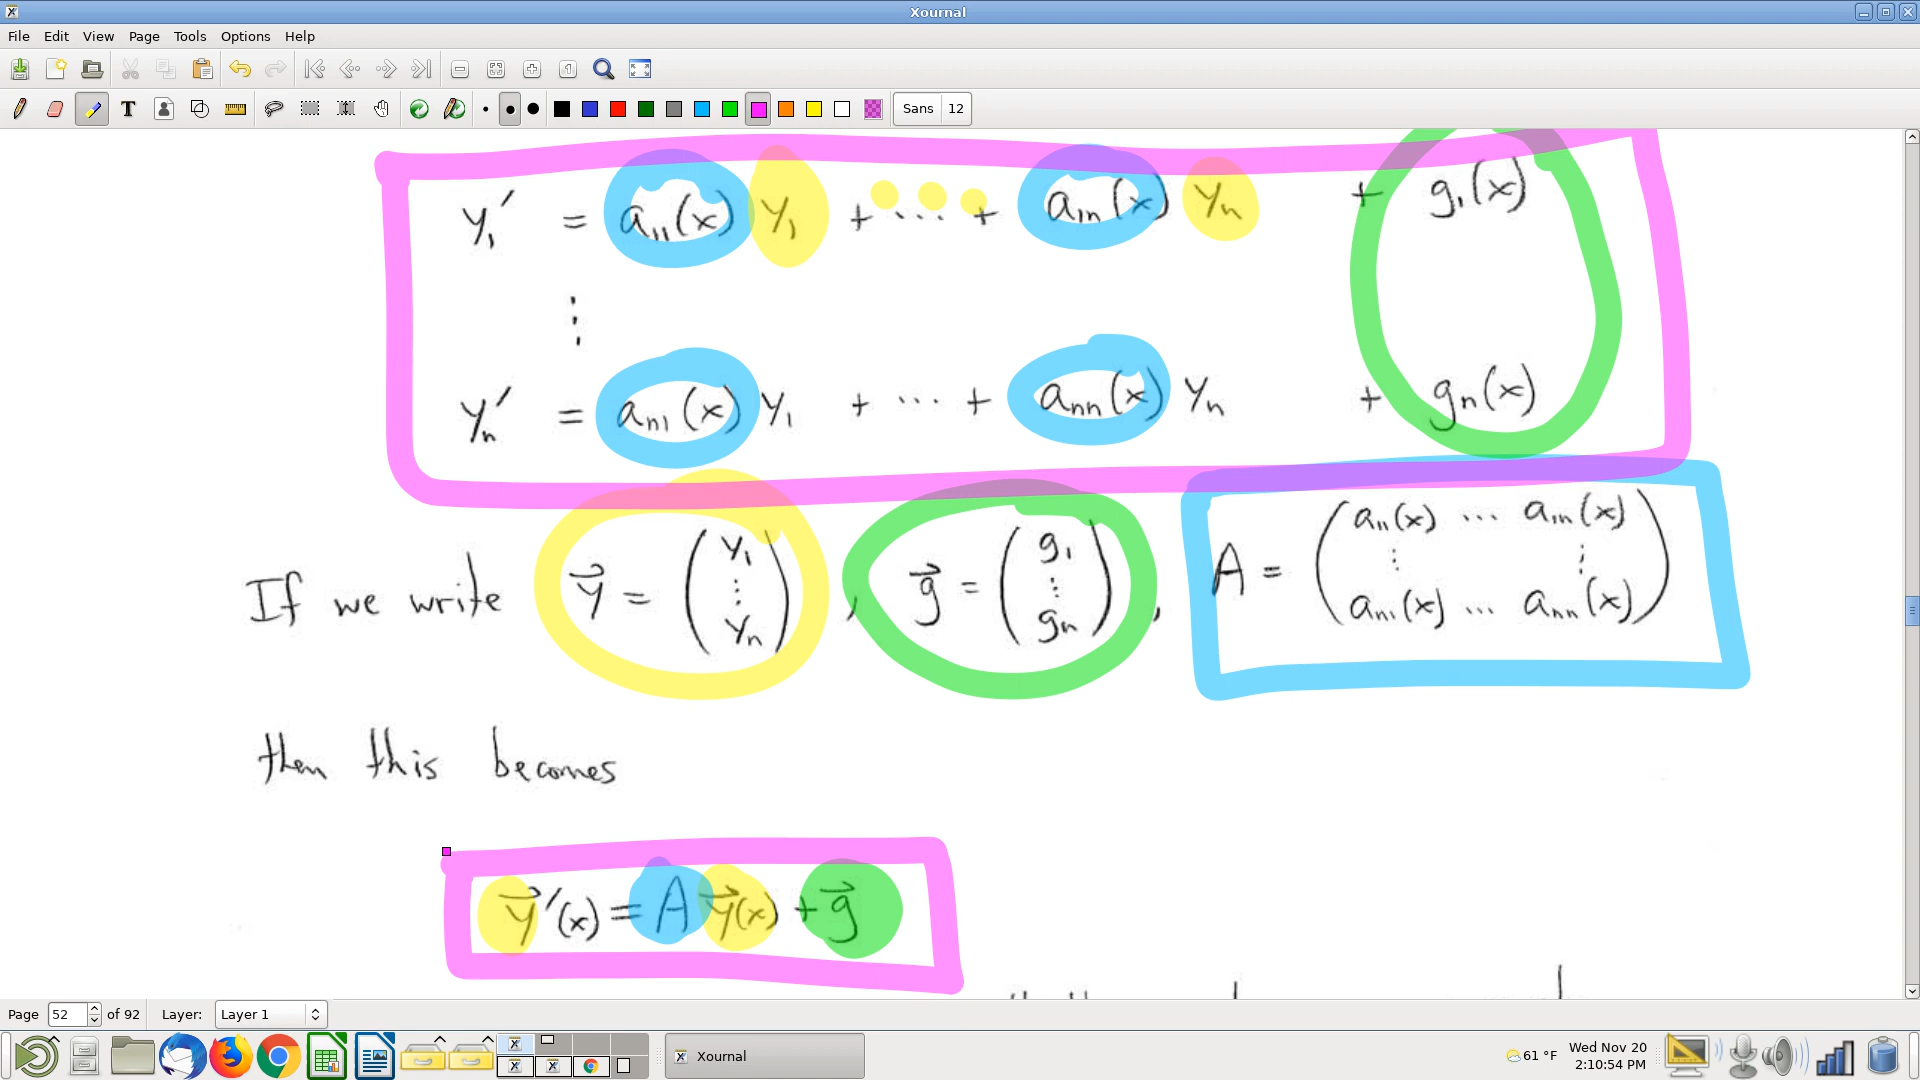 Xournal
File Edit View Page Tools Options Help
Sans 12
y₁′ = a₁₁(x) y₁ + ... + a₁ₙ(x) yₙ + g₁(x)
⋮
yₙ′ = aₙ₁(x) y₁ + ... + aₙₙ(x) yₙ + gₙ(x)
If we write y⃗ = (y₁ ⋮ yₙ), g⃗ = (g₁ ⋮ gₙ), A = (a₁₁(x) ... a₁ₙ(x) ⋮ ⋮ aₙ₁(x) ... aₙₙ(x))
then this becomes
y⃗′(x) = A y⃗(x) + g⃗
Page 52 of 92 Layer: Layer 1
Xournal
61 °F
Wed Nov 20
2:10:54 PM